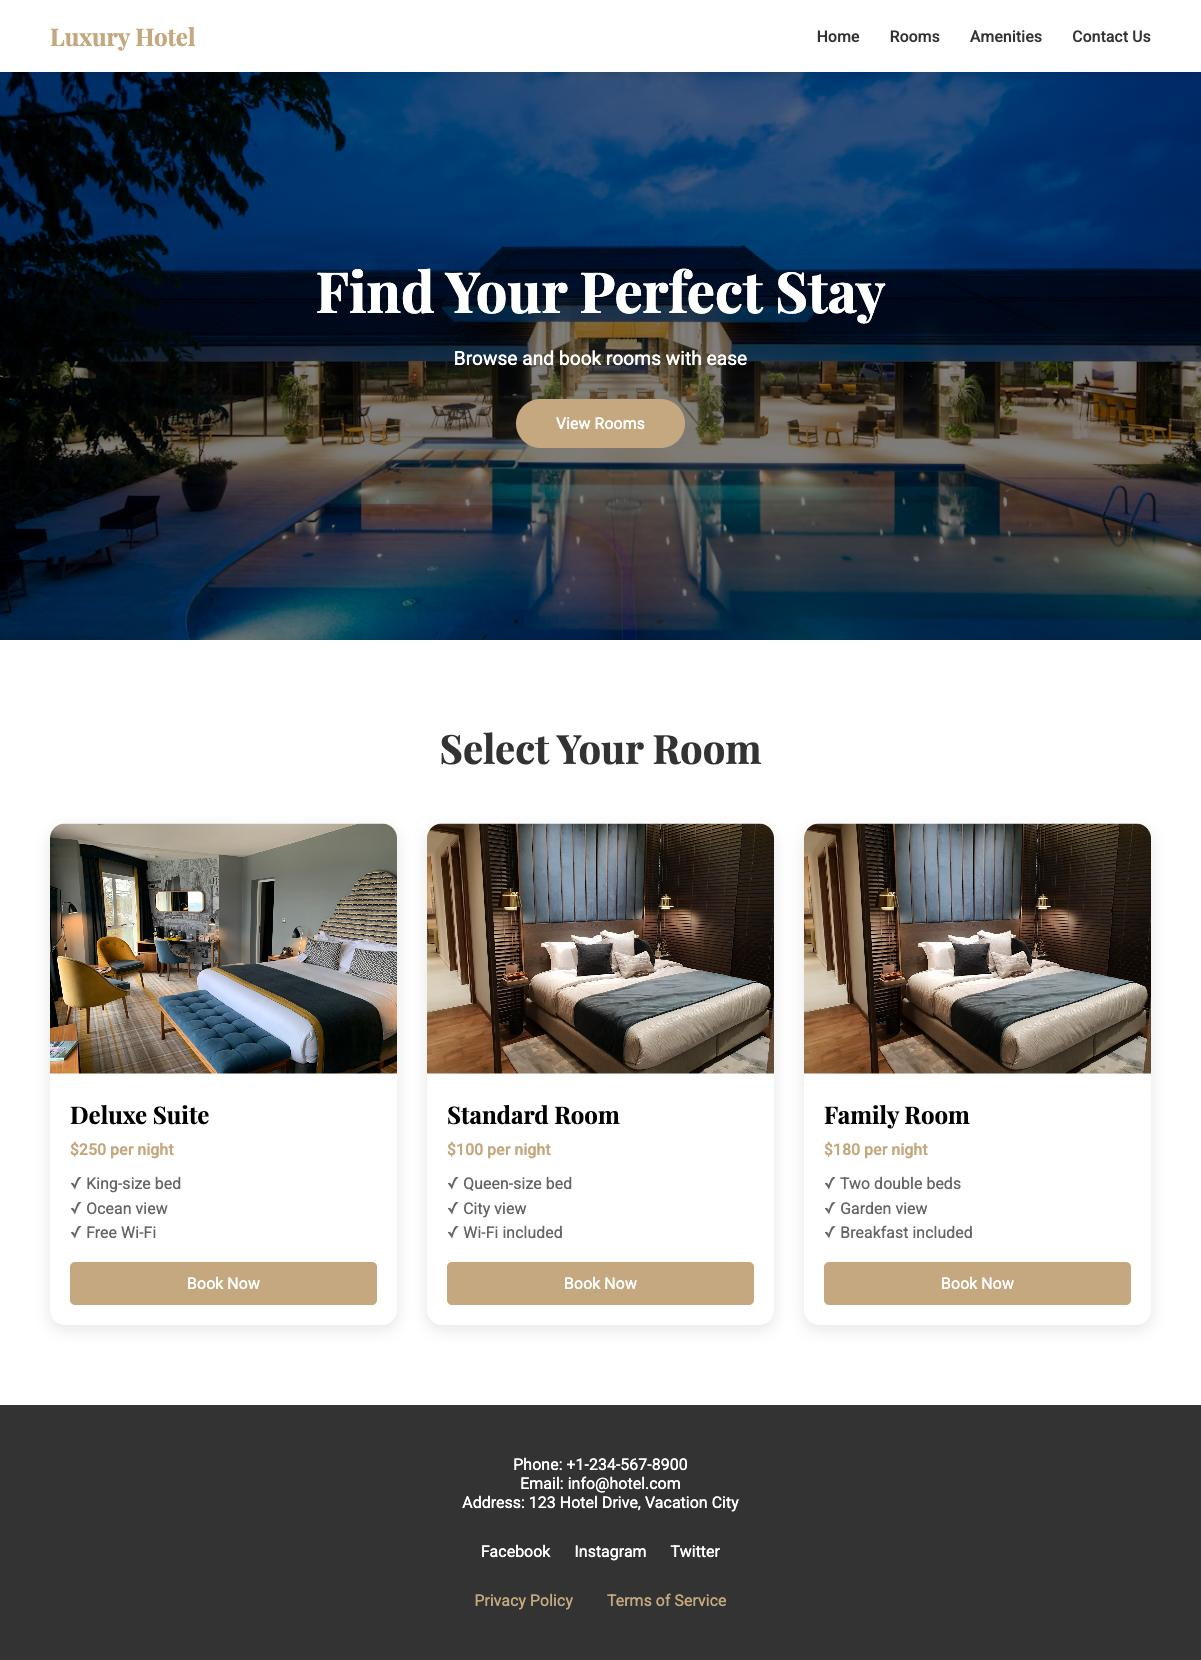 Luxury Hotel
Home Rooms Amenities Contact Us
Find Your Perfect Stay
Browse and book rooms with ease
View Rooms
Select Your Room
Deluxe Suite
$250 per night
✓ King-size bed
✓ Ocean view
✓ Free Wi-Fi
Book Now
Standard Room
$100 per night
✓ Queen-size bed
✓ City view
✓ Wi-Fi included
Book Now
Family Room
$180 per night
✓ Two double beds
✓ Garden view
✓ Breakfast included
Book Now
Phone: +1-234-567-8900
Email: info@hotel.com
Address: 123 Hotel Drive, Vacation City
Facebook Instagram Twitter
Privacy Policy Terms of Service